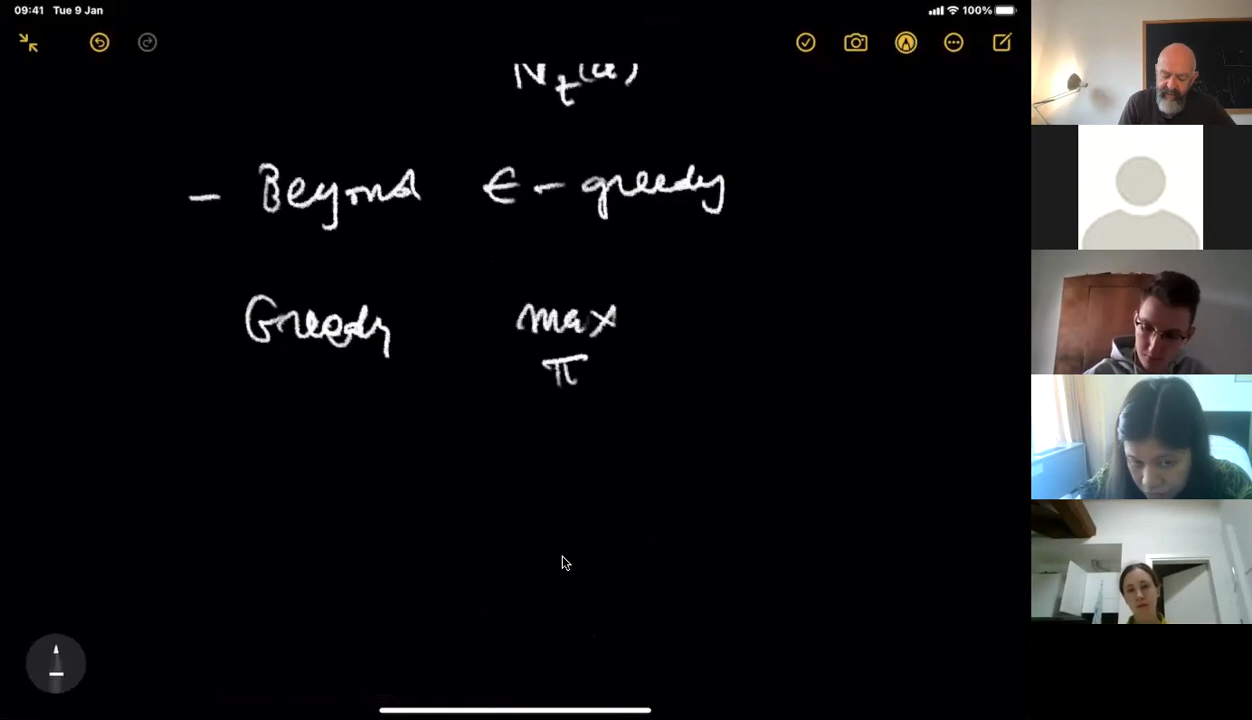 09:41 Tue 9 Jan 100%
N_t(a)
- Beyond ϵ - greedy
Greedy max
π